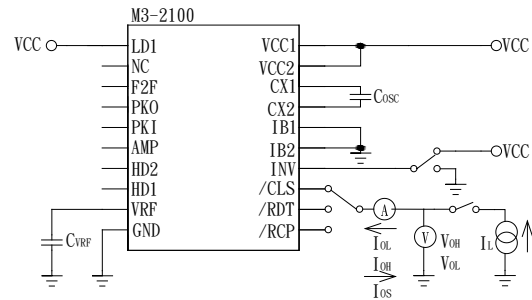 M3-2100
VCC LD1 VCC1 VCC
NC VCC2
F2F CX1 COSC
PKO CX2
PKI IB1
AMP IB2
HD2 INV VCC
HD1 /CLS
VRF /RDT A
GND /RCP V
CVRF IOL VOH IL
IOH VOL
IOS